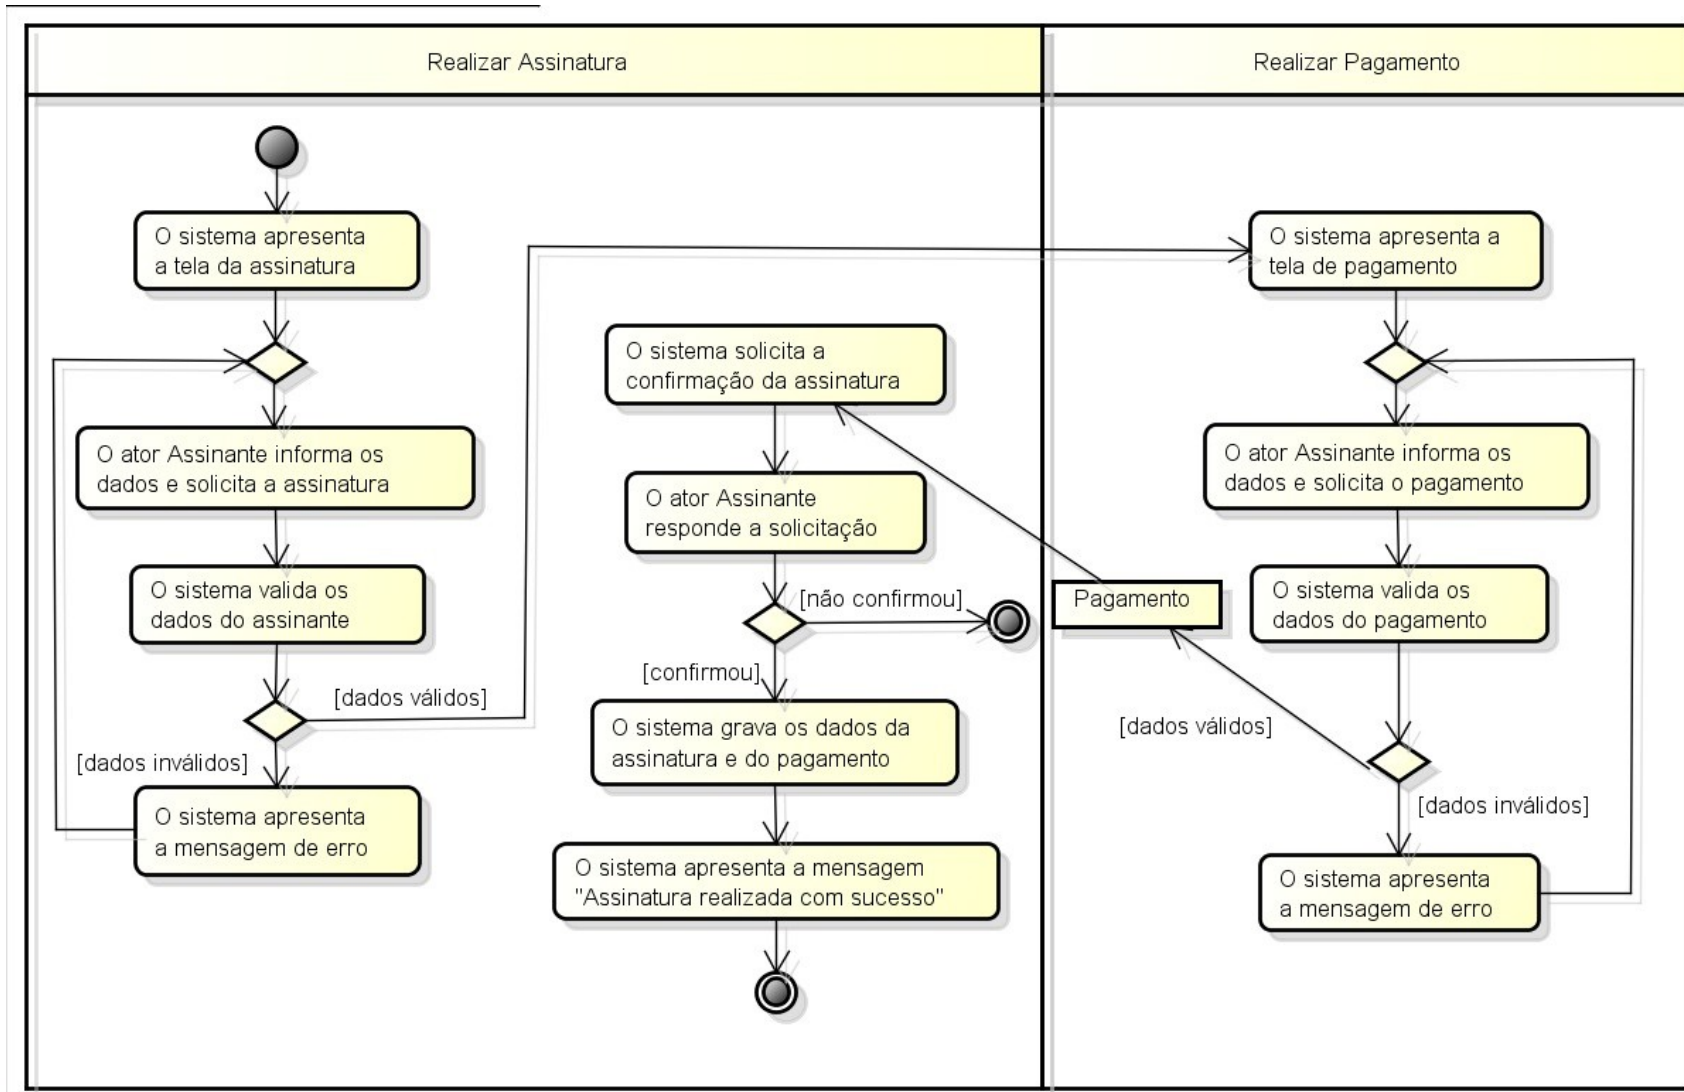 Realizar Assinatura
Realizar Pagamento
O sistema apresenta
a tela da assinatura
O ator Assinante informa os
dados e solicita a assinatura
O sistema valida os
dados do assinante
[dados válidos]
[dados inválidos]
O sistema apresenta
a mensagem de erro
O sistema solicita a
confirmação da assinatura
O ator Assinante
responde a solicitação
[não confirmou]
[confirmou]
O sistema grava os dados da
assinatura e do pagamento
O sistema apresenta a mensagem
"Assinatura realizada com sucesso"
O sistema apresenta a
tela de pagamento
O ator Assinante informa os
dados e solicita o pagamento
O sistema valida os
dados do pagamento
Pagamento
[dados válidos]
[dados inválidos]
O sistema apresenta
a mensagem de erro